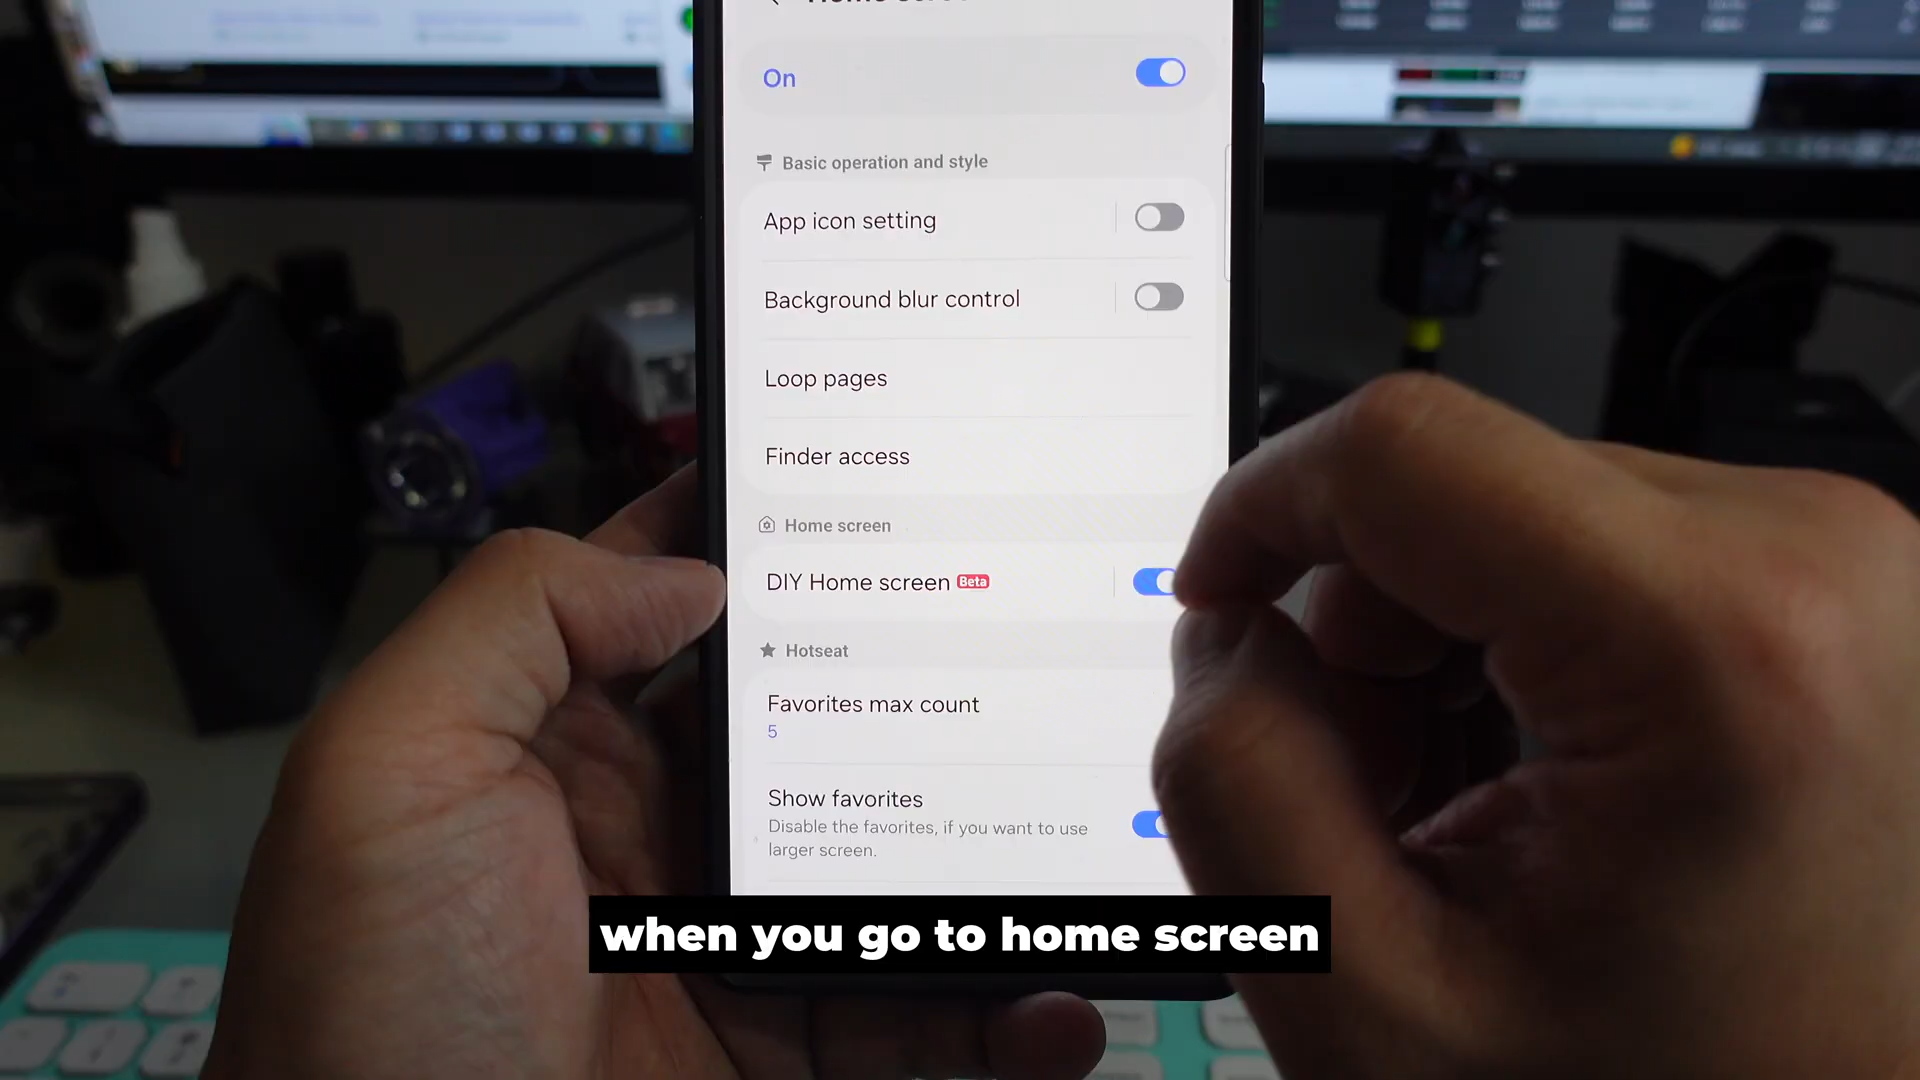 On
Basic operation and style
App icon setting
Background blur control
Loop pages
Finder access
Home screen
DIY Home screen Beta
Hotseat
Favorites max count
5
Show favorites
Disable the favorites, if you want to use
larger screen.
when you go to home screen